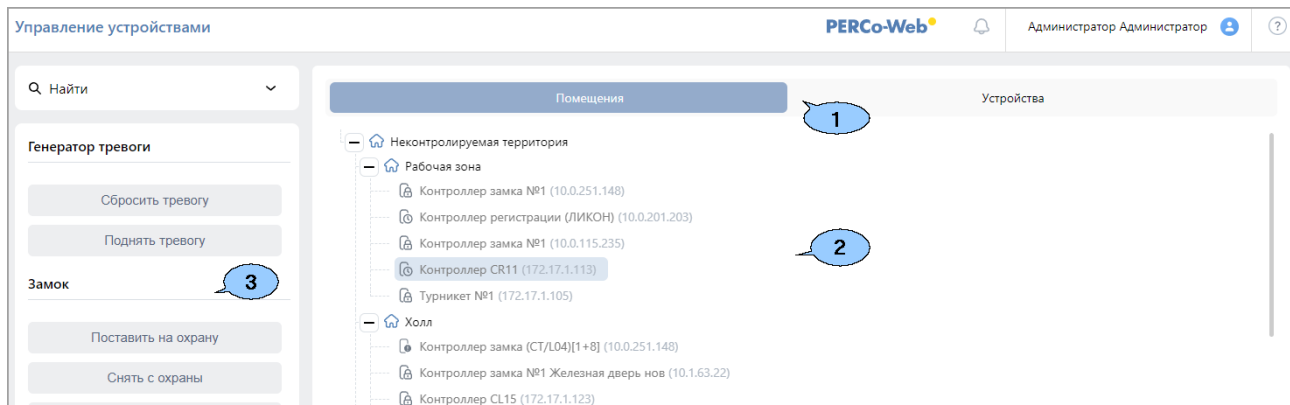 Управление устройствами
PERCo-Web
Администратор Администратор
?
Найти
Помещения
Устройства
1
Генератор тревоги
Сбросить тревогу
Поднять тревогу
Замок
3
Поставить на охрану
Снять с охраны
Неконтролируемая территория
Рабочая зона
Контроллер замка №1 (10.0.251.148)
Контроллер регистрации (ЛИКОН) (10.0.201.203)
Контроллер замка №1 (10.0.115.235)
2
Контроллер CR11 (172.17.1.113)
Турникет №1 (172.17.1.105)
Холл
Контроллер замка (CT/L04)[1+8] (10.0.251.148)
Контроллер замка №1 Железная дверь нов (10.1.63.22)
Контроллер CL15 (172.17.1.123)